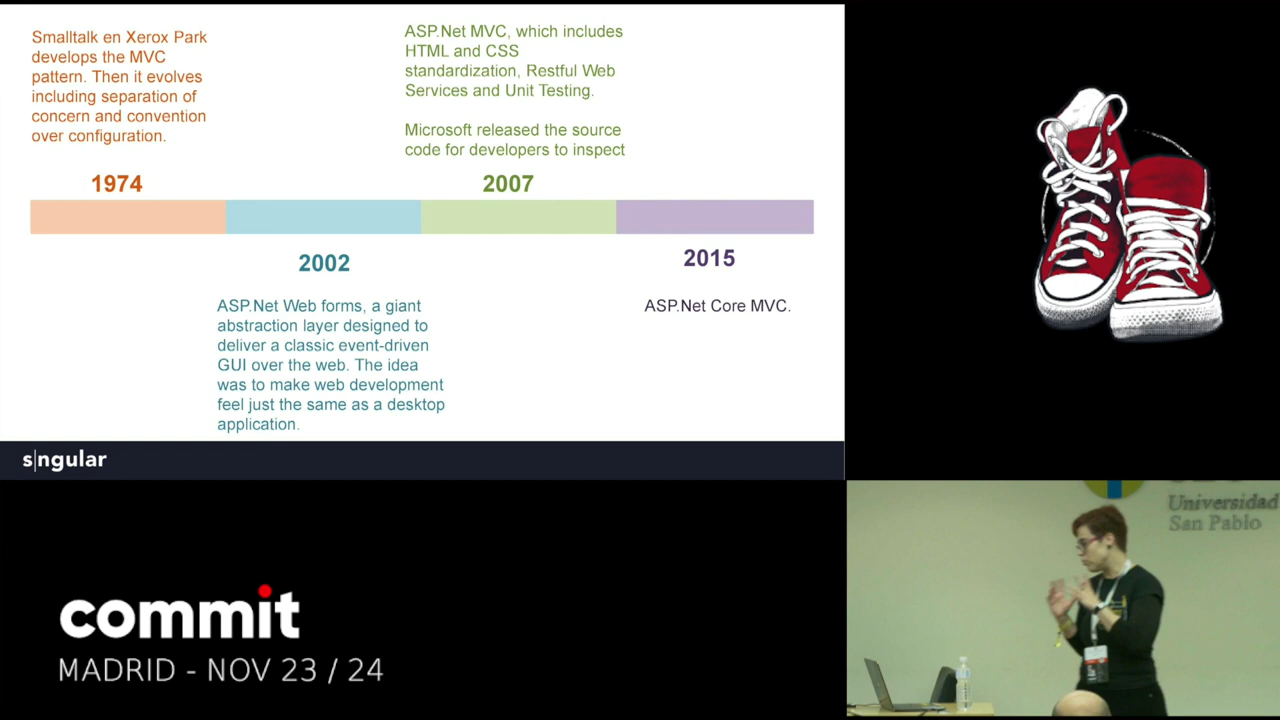 Smalltalk en Xerox Park
develops the MVC
pattern. Then it evolves
including separation of
concern and convention
over configuration.
1974
ASP.Net MVC, which includes
HTML and CSS
standardization, Restful Web
Services and Unit Testing.
Microsoft released the source
code for developers to inspect
2007
2002
ASP.Net Web forms, a giant
abstraction layer designed to
deliver a classic event-driven
GUI over the web. The idea
was to make web development
feel just the same as a desktop
application.
2015
ASP.Net Core MVC.
s|ngular
commit
MADRID - NOV 23 / 24
Universidad
San Pablo